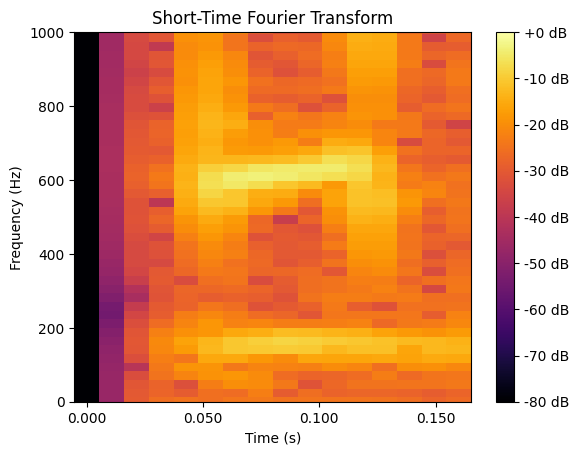 Short-Time Fourier Transform
1000
800
600
400
200
0
Frequency (Hz)
0.000
0.050
0.100
0.150
Time (s)
+0 dB
-10 dB
-20 dB
-30 dB
-40 dB
-50 dB
-60 dB
-70 dB
-80 dB